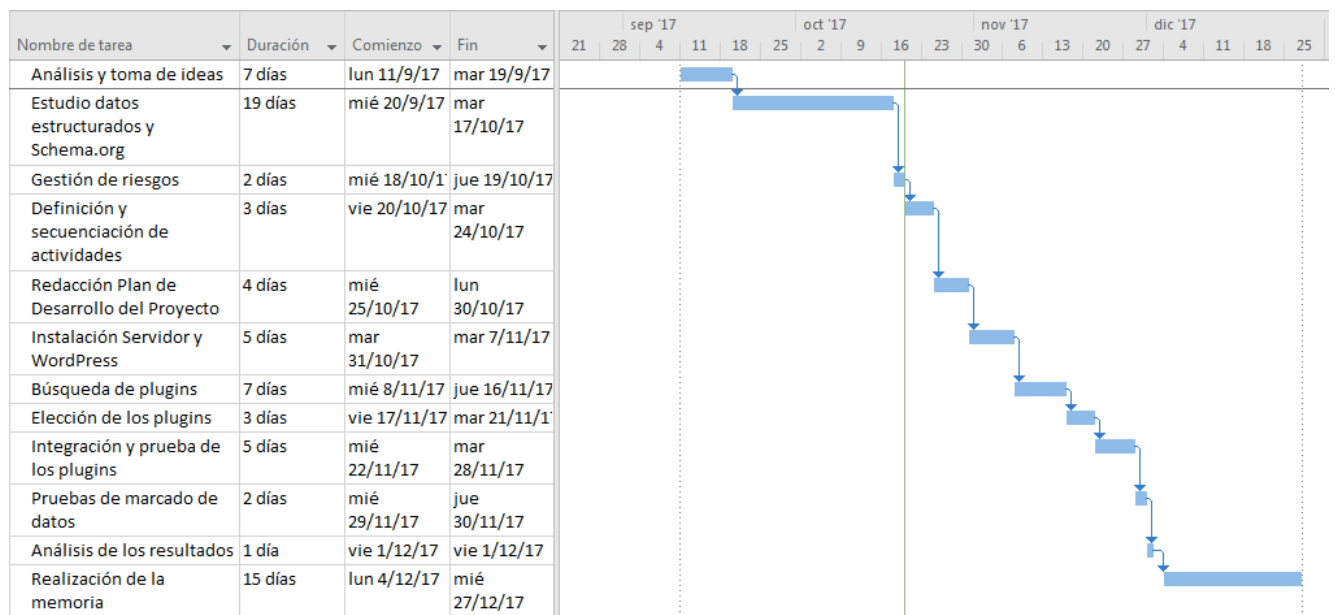 sep '17 oct '17 nov '17 dic '17
Nombre de tarea Duración Comienzo Fin 21 28 4 11 18 25 2 9 16 23 30 6 13 20 27 4 11 18 25
Análisis y toma de ideas 7 días lun 11/9/17 mar 19/9/17
Estudio datos 19 días mié 20/9/17 mar
estructurados y 17/10/17
Schema.org
Gestión de riesgos 2 días mié 18/10/1 jue 19/10/17
Definición y 3 días vie 20/10/17 mar
secuenciación de 24/10/17
actividades
Redacción Plan de 4 días mié lun
Desarrollo del Proyecto 25/10/17 30/10/17
Instalación Servidor y 5 días mar mar 7/11/17
WordPress 31/10/17
Búsqueda de plugins 7 días mié 8/11/17 jue 16/11/17
Elección de los plugins 3 días vie 17/11/17 mar 21/11/1
Integración y prueba de 5 días mié mar
los plugins 22/11/17 28/11/17
Pruebas de marcado de 2 días mié jue
datos 29/11/17 30/11/17
Análisis de los resultados 1 día vie 1/12/17 vie 1/12/17
Realización de la 15 días lun 4/12/17 mié
memoria 27/12/17